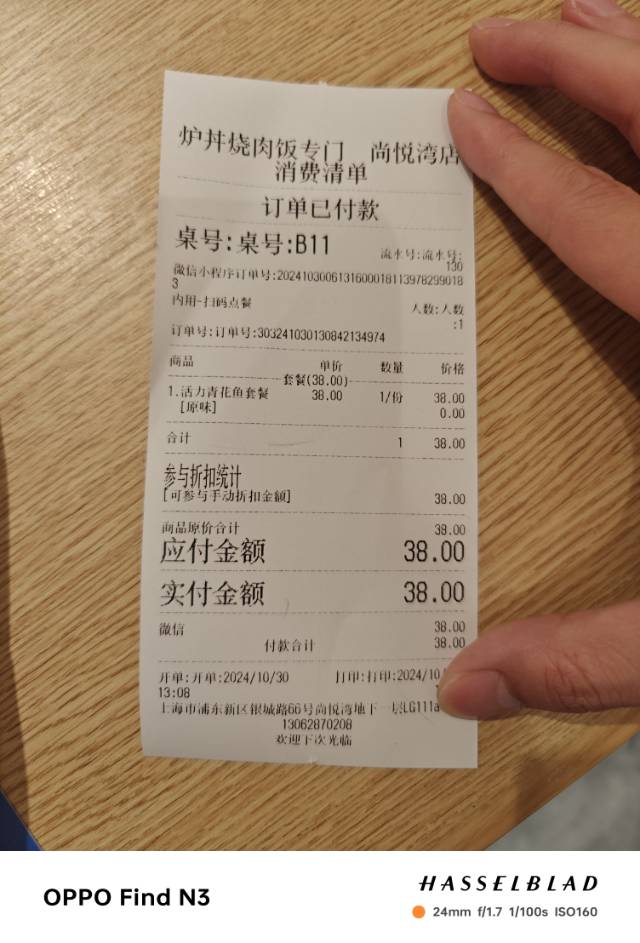 炉丼烧肉饭专门 尚悦湾店
消费清单
订单已付款
桌号:桌号:B11
流水号:流水号:
130
微信小程序订单号:2024103006131600018113978299018
3
内用-扫码点餐
人数:人数
:1
订单号:订单号:303241030130842134974
商品 单价 数量 价格
套餐(38.00)
1.活力青花鱼套餐 38.00 1/份 38.00
[原味] 0.00
合计 1 38.00
参与折扣统计
[可参与手动折扣金额] 38.00
商品原价合计 38.00
应付金额 38.00
实付金额 38.00
微信 38.00
付款合计 38.00
开单:开单:2024/10/30 打印:打印:2024/10
13:08
上海市浦东新区银城路66号尚悦湾地下一层LG111a
13062870208
欢迎下次光临
OPPO Find N3
HASSELBLAD
24mm f/1.7 1/100s ISO160